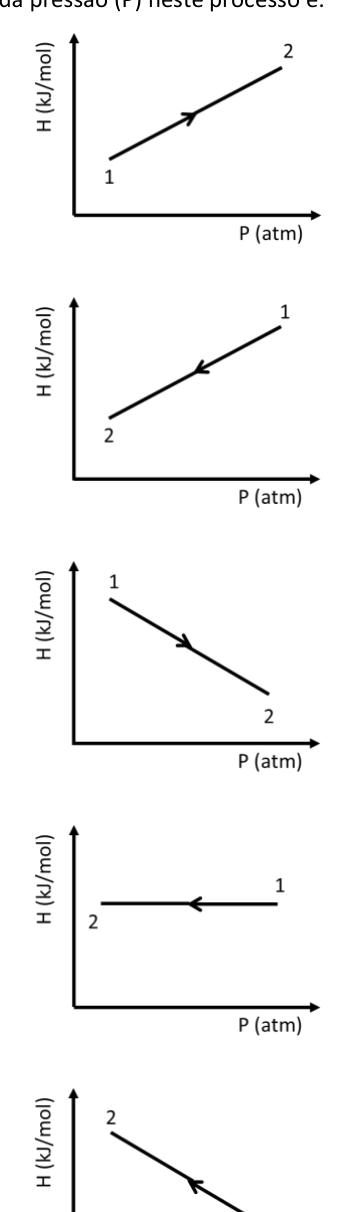 da pressão (P) neste processo é:
2
H (kJ/mol)
1
P (atm)
1
H (kJ/mol)
2
P (atm)
1
H (kJ/mol)
2
P (atm)
1
H (kJ/mol)
2
P (atm)
2
H (kJ/mol)